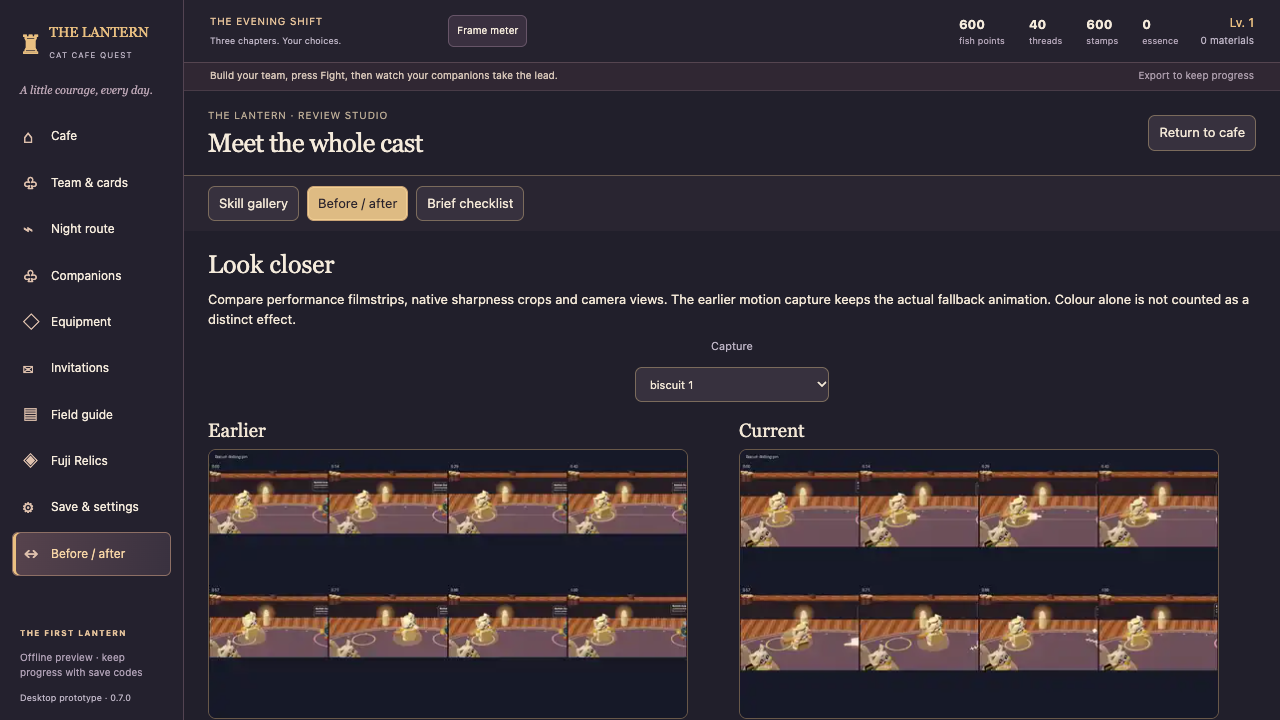 THE LANTERN
CAT CAFE QUEST
A little courage, every day.
Cafe
Team & cards
Night route
Companions
Equipment
Invitations
Field guide
Fuji Relics
Save & settings
Before / after
THE FIRST LANTERN
Offline preview · keep
progress with save codes
Desktop prototype · 0.7.0
THE EVENING SHIFT
Three chapters. Your choices.
Frame meter
600
fish points
40
threads
600
stamps
0
essence
Lv. 1
0 materials
Build your team, press Fight, then watch your companions take the lead.
Export to keep progress
THE LANTERN · REVIEW STUDIO
Meet the whole cast
Return to cafe
Skill gallery
Before / after
Brief checklist
Look closer
Compare performance filmstrips, native sharpness crops and camera views. The earlier motion capture keeps the actual fallback animation. Colour alone is not counted as a
distinct effect.
Capture
biscuit 1
Earlier
Current